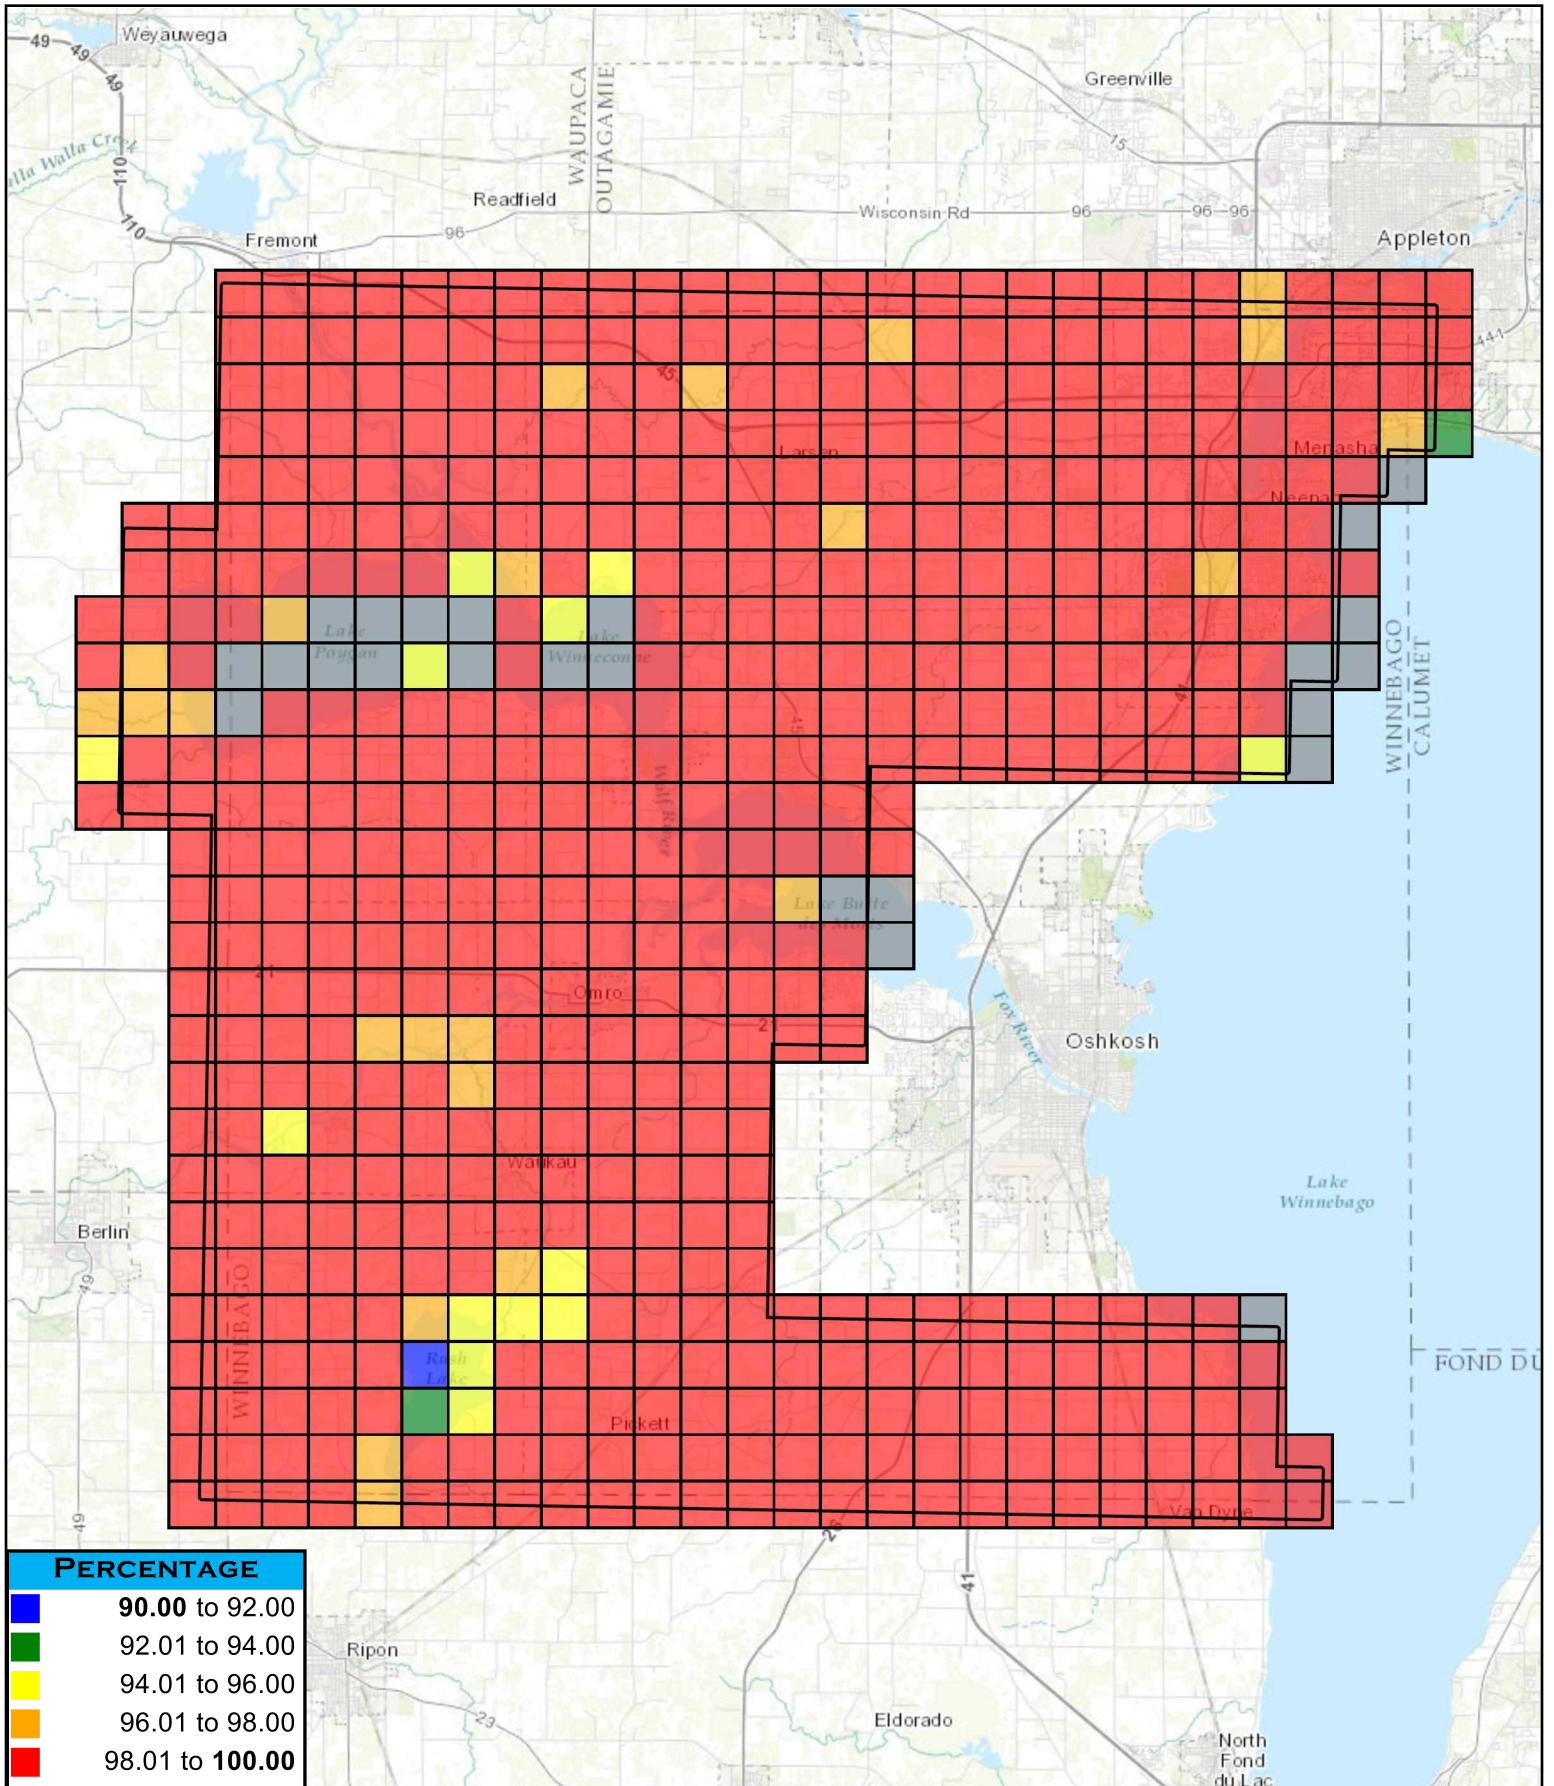 Weyauwega
49
49
49
Greenville
WAUPACA
OUTAGAMIE
15
110
Readfield
Wisconsin Rd
96
96
96
110
96
Fremont
Appleton
441
45
Larsen
Menasha
Neenah
Lake
Poygan
Lake
Winneconne
WINNEBAGO
CALUMET
41
45
Wolf River
Lake Butte
des Morts
21
Omro
21
Fox River
Oshkosh
Waukau
Lake
Winnebago
Berlin
49
WINNEBAGO
Rush
Lake
FOND DU
Pickett
Van Dyne
49
26
41
PERCENTAGE
90.00 to 92.00
92.01 to 94.00
94.01 to 96.00
96.01 to 98.00
98.01 to 100.00
Ripon
23
Eldorado
North
Fond
du Lac